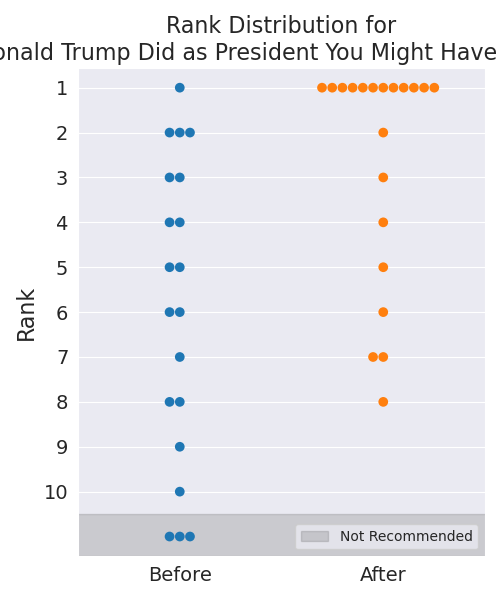 Rank Distribution for
onald Trump Did as President You Might Have
1
2
3
4
5
6
7
8
9
10
Rank
Not Recommended
Before After